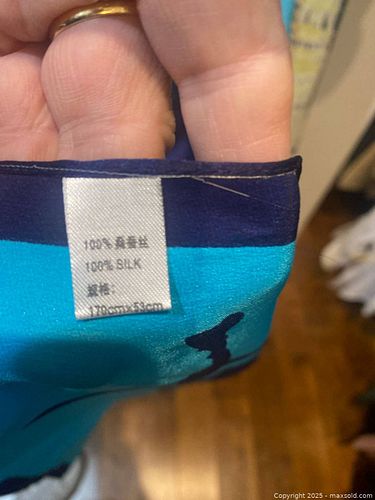 100% 桑蚕丝
100% SILK
规格:
170cm×53cm
Copyright 2025 - maxsold.com